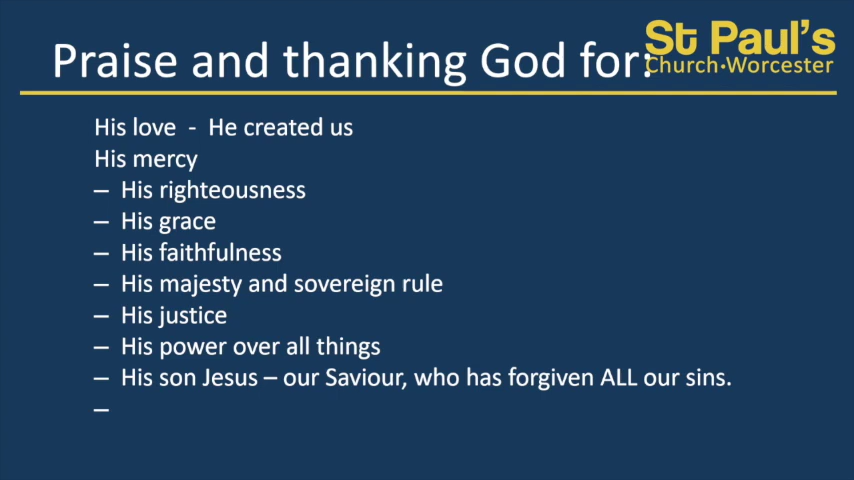 Praise and thanking God for:
St Paul's
Church·Worcester
His love - He created us
His mercy
– His righteousness
– His grace
– His faithfulness
– His majesty and sovereign rule
– His justice
– His power over all things
– His son Jesus – our Saviour, who has forgiven ALL our sins.
–